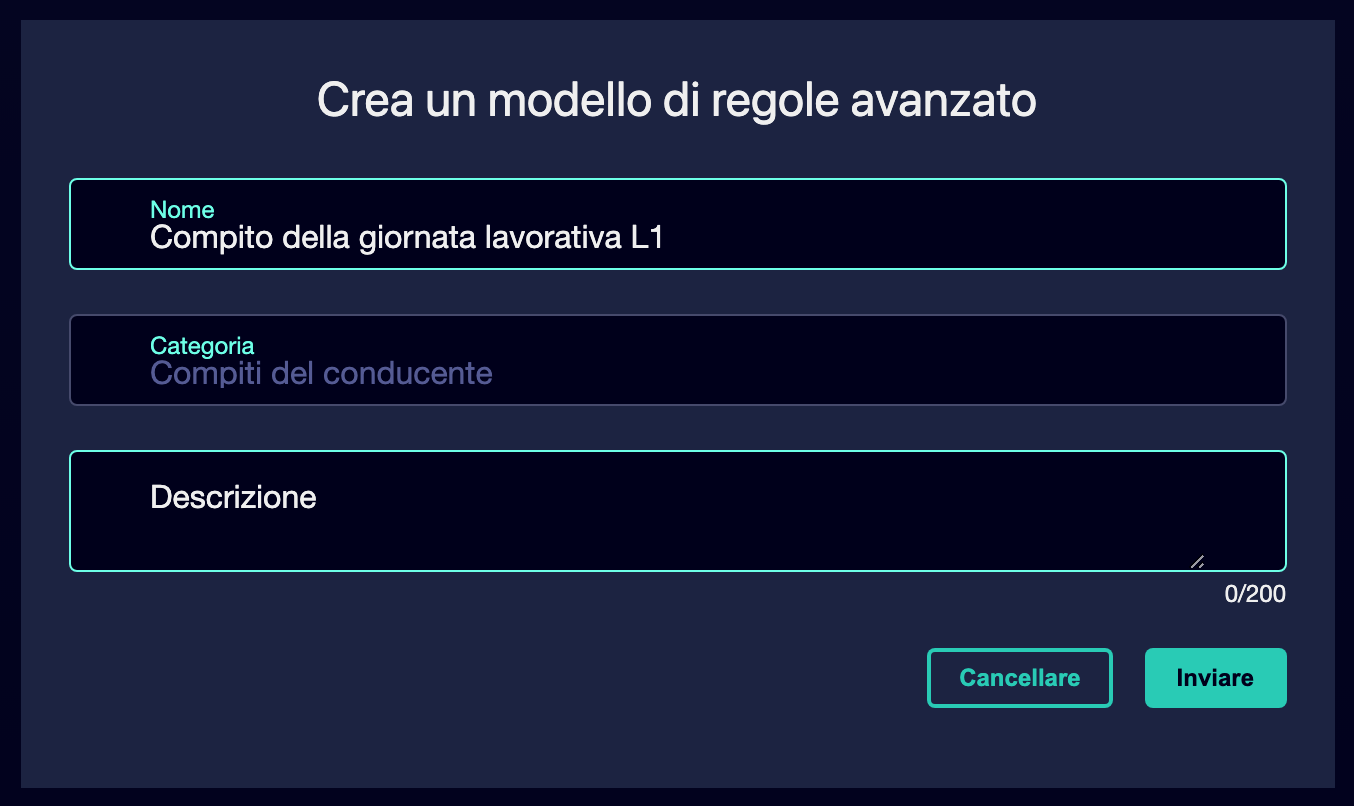 Crea un modello di regole avanzato
Nome
Compito della giornata lavorativa L1
Categoria
Compiti del conducente
Descrizione
0/200
Cancellare
Inviare